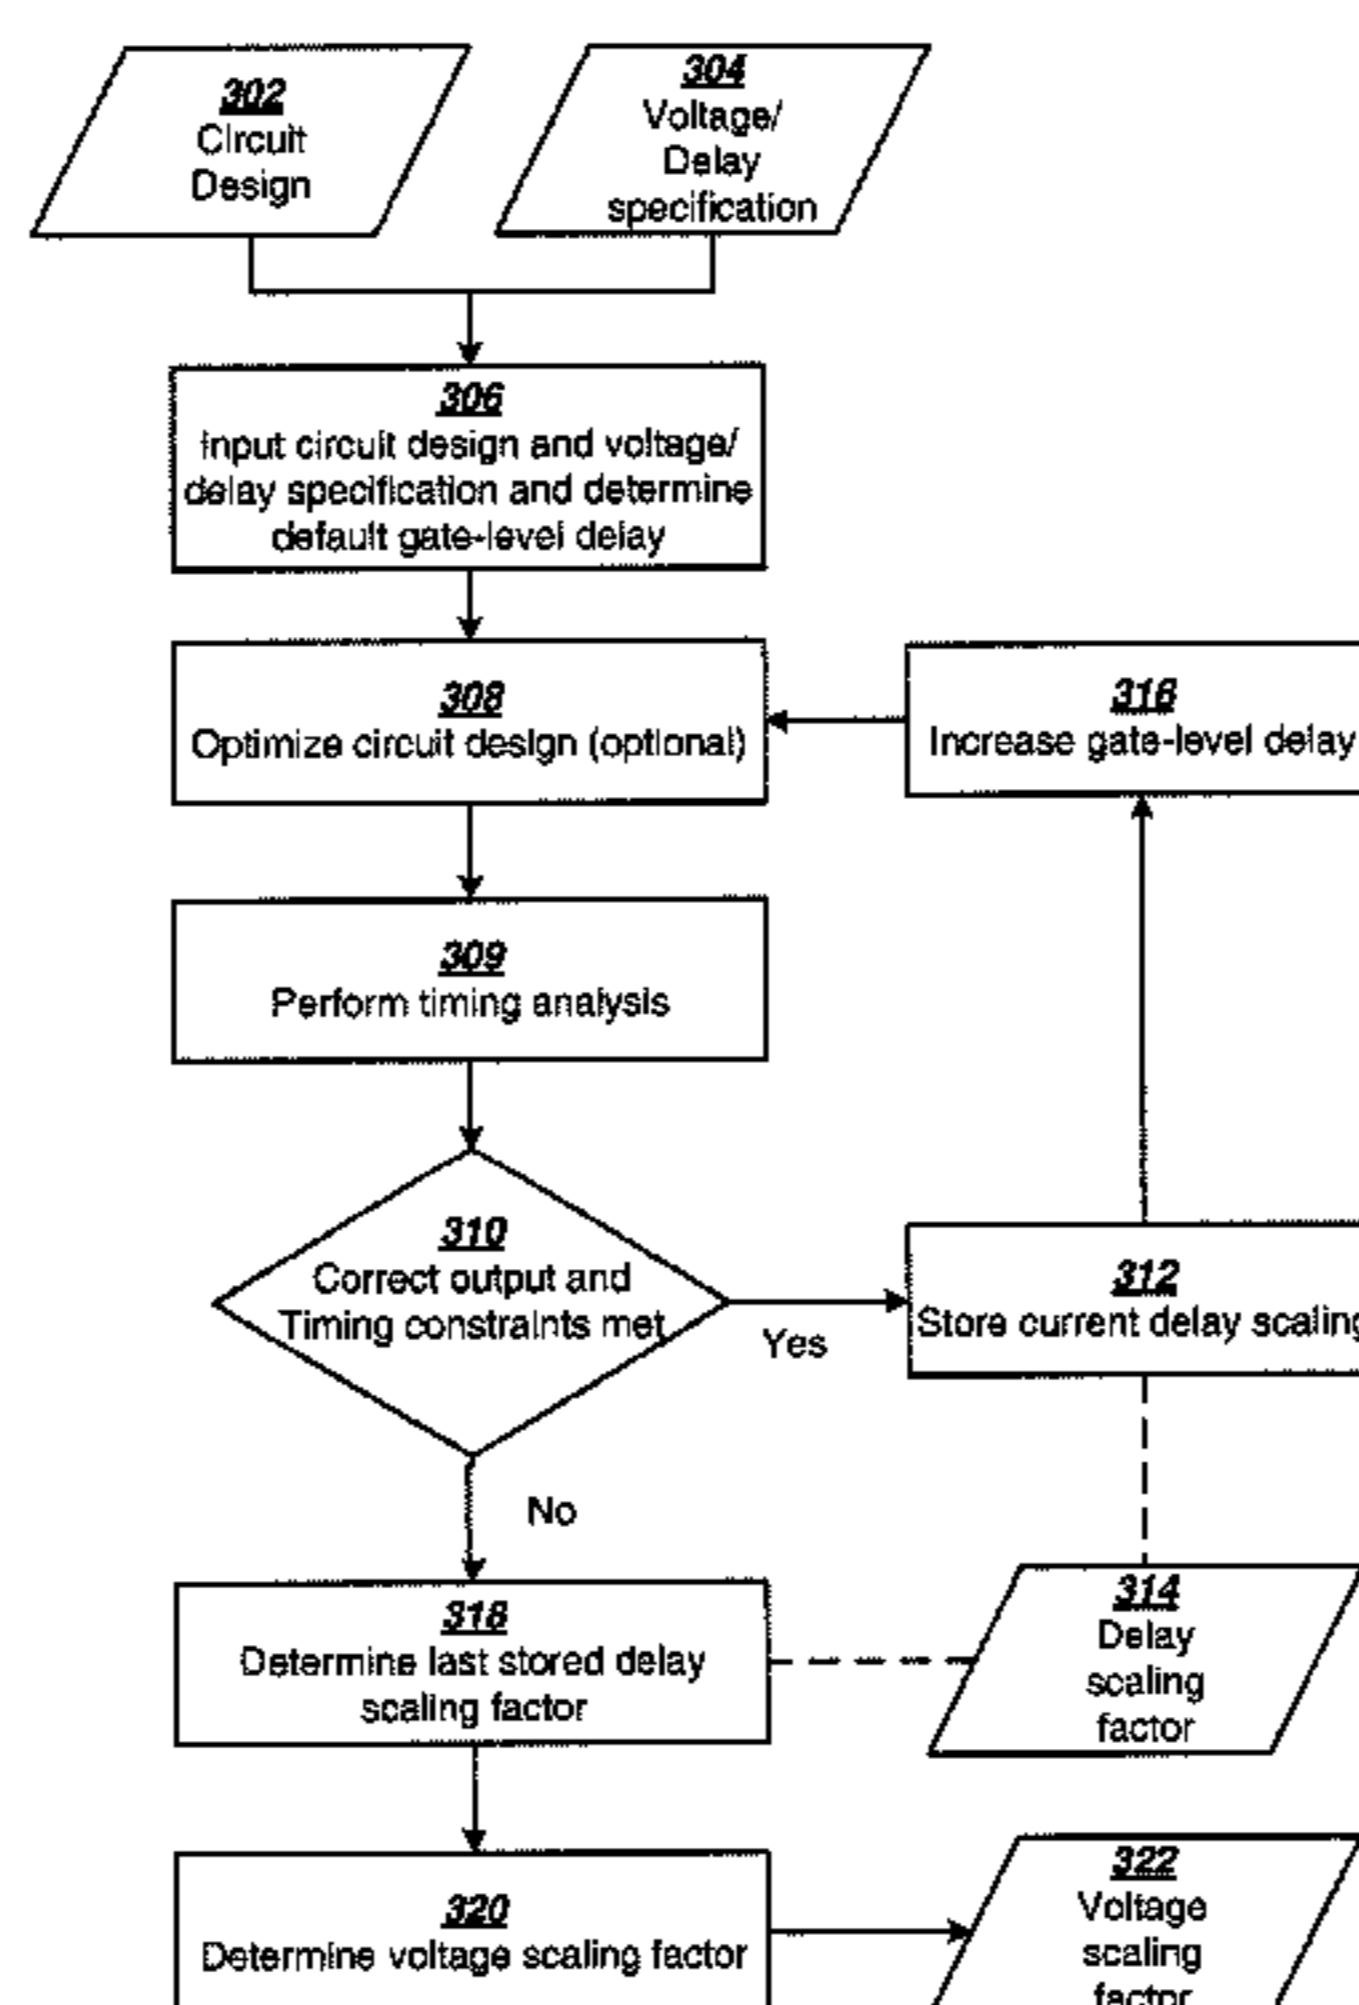 302
Circuit
Design
304
Voltage/
Delay
specification
306
Input circuit design and voltage/
delay specification and determine
default gate-level delay
308
Optimize circuit design (optional)
316
Increase gate-level delay
309
Perform timing analysis
310
Correct output and
Timing constraints met
Yes
312
Store current delay scaling
No
318
Determine last stored delay
scaling factor
314
Delay
scaling
factor
320
Determine voltage scaling factor
322
Voltage
scaling
factor